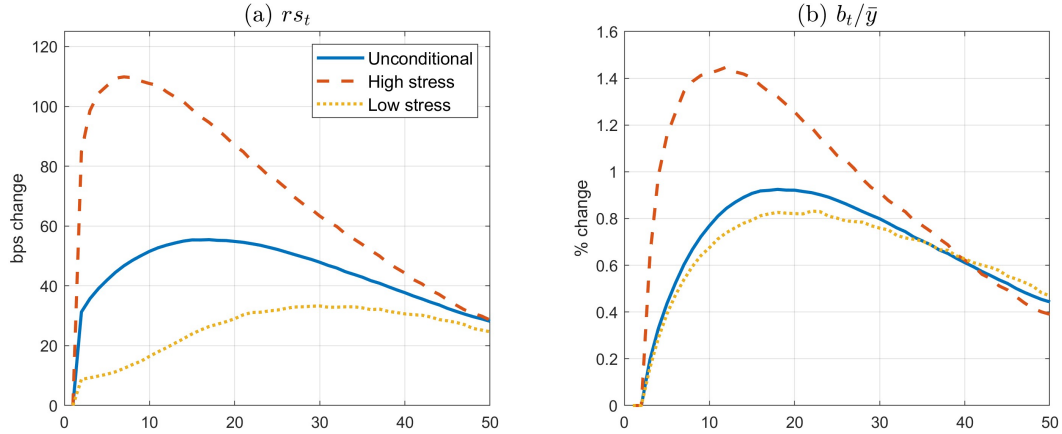 (a) rs_t
bps change
120
100
80
60
40
20
0
0 10 20 30 40 50
Unconditional
High stress
Low stress
(b) b_t/ȳ
% change
1.6
1.4
1.2
1
0.8
0.6
0.4
0.2
0
0 10 20 30 40 50